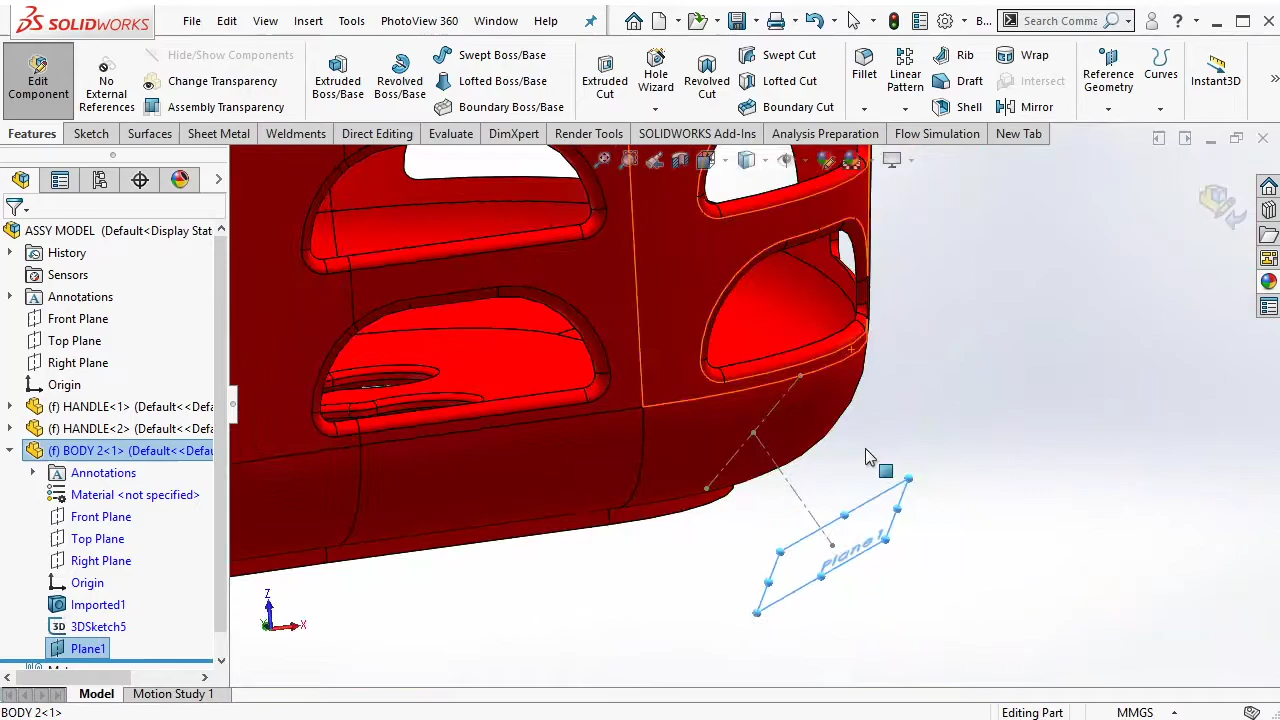 SOLIDWORKS
File
Edit
View
Insert
Tools
PhotoView 360
Window
Help
B...
Search Comma
?
Edit Component
No External References
Hide/Show Components
Change Transparency
Assembly Transparency
Extruded Boss/Base
Revolved Boss/Base
Swept Boss/Base
Lofted Boss/Base
Boundary Boss/Base
Extruded Cut
Hole Wizard
Revolved Cut
Swept Cut
Lofted Cut
Boundary Cut
Fillet
Linear Pattern
Rib
Draft
Shell
Wrap
Intersect
Mirror
Reference Geometry
Curves
Instant3D
Features
Sketch
Surfaces
Sheet Metal
Weldments
Direct Editing
Evaluate
DimXpert
Render Tools
SOLIDWORKS Add-Ins
Analysis Preparation
Flow Simulation
New Tab
ASSY MODEL (Default<Display Stat
History
Sensors
A Annotations
Front Plane
Top Plane
Right Plane
Origin
(f) HANDLE<1> (Default<<Defa
(f) HANDLE<2> (Default<<Defa
(f) BODY 2<1> (Default<<Defa
A Annotations
Material <not specified>
Front Plane
Top Plane
Right Plane
Origin
Imported1
3D 3DSketch5
Plane1
Plane1
Z
X
Model
Motion Study 1
BODY 2<1>
Editing Part
MMGS